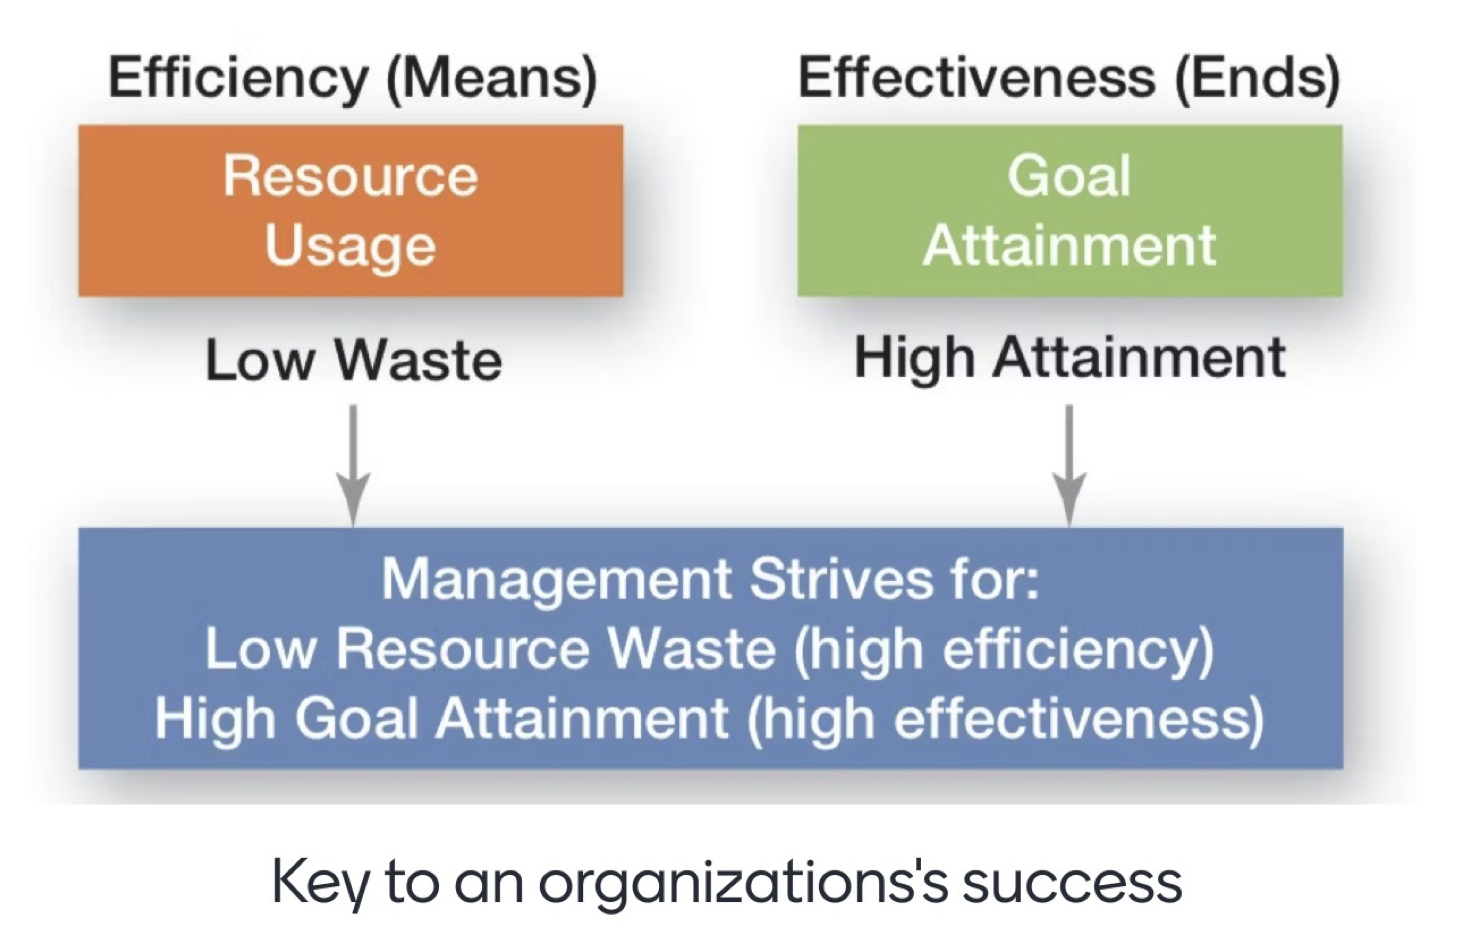 Efficiency (Means)
Resource
Usage
Low Waste
Effectiveness (Ends)
Goal
Attainment
High Attainment
Management Strives for:
Low Resource Waste (high efficiency)
High Goal Attainment (high effectiveness)
Key to an organizations's success